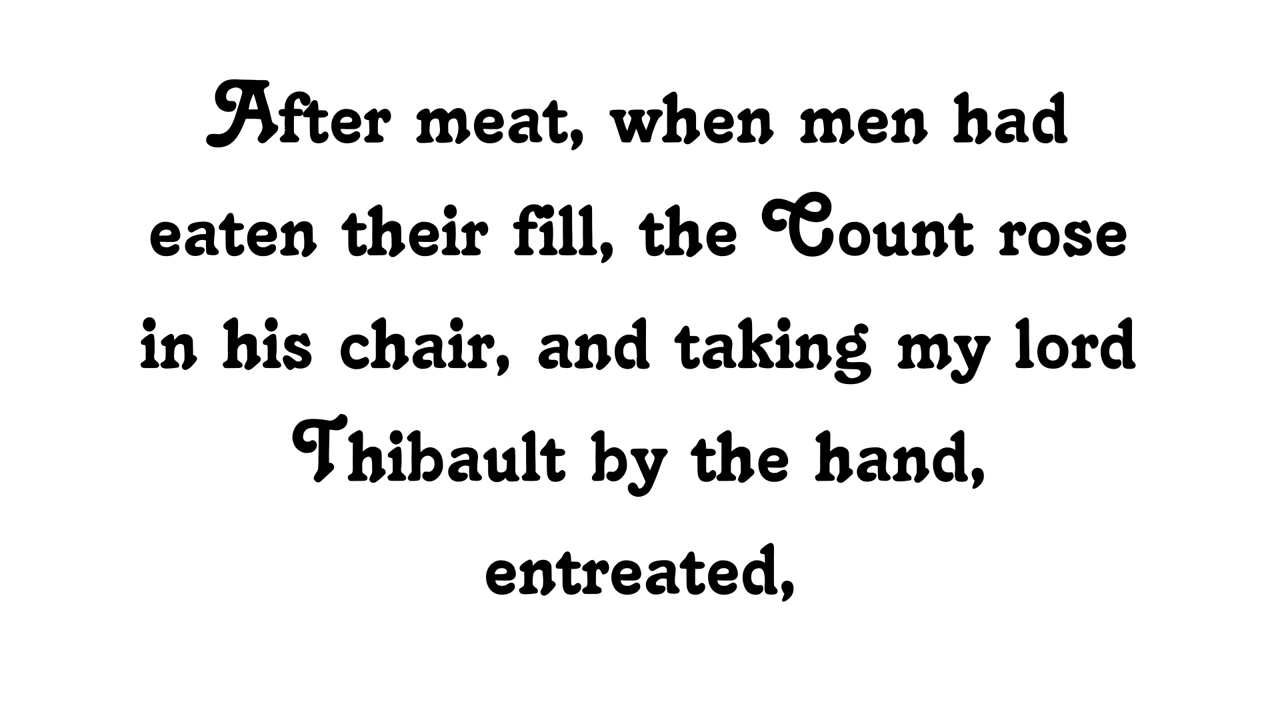 After meat, when men had
eaten their fill, the Count rose
in his chair, and taking my lord
Thibault by the hand,
entreated,